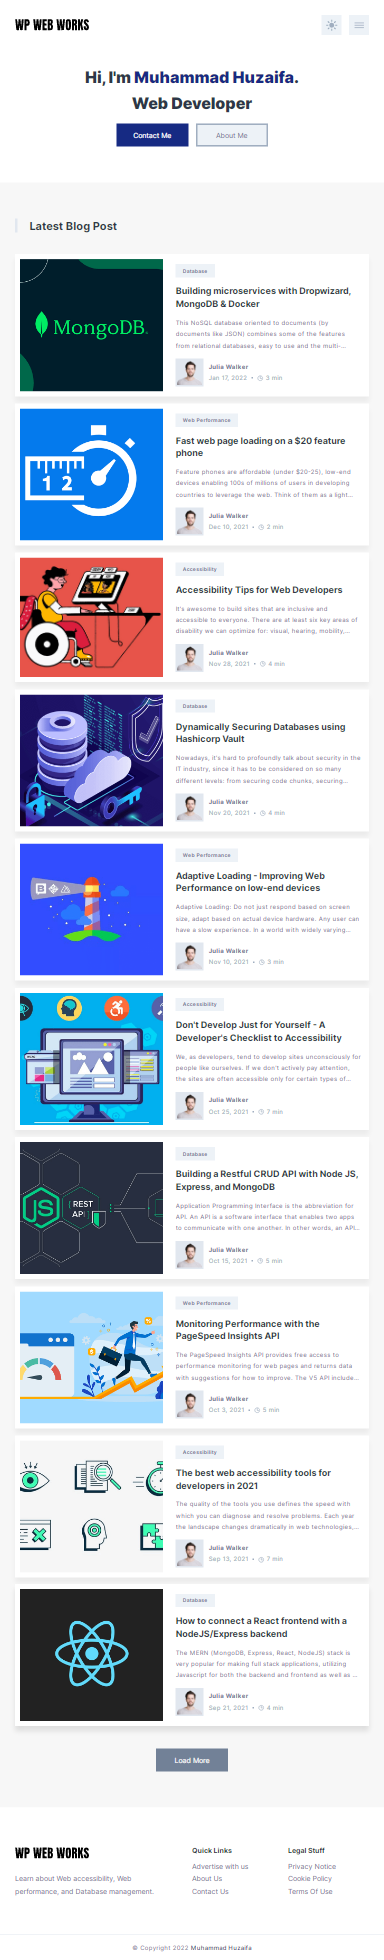 WP WEB WORKS
Hi, I'm Muhammad Huzaifa.
Web Developer
Contact Me
About Me
Latest Blog Post
MongoDB.
Database
Building microservices with Dropwizard,
MongoDB & Docker
This NoSQL database oriented to documents (by
documents like JSON) combines some of the features
from relational databases, easy to use and the multi-...
Julia Walker
Jan 17, 2022 • 3 min
1 2
Web Performance
Fast web page loading on a $20 feature
phone
Feature phones are affordable (under $20-25), low-end
devices enabling 100s of millions of users in developing
countries to leverage the web. Think of them as a light...
Julia Walker
Dec 10, 2021 • 2 min
Accessibility
Accessibility Tips for Web Developers
It's awesome to build sites that are inclusive and
accessible to everyone. There are at least six key areas of
disability we can optimize for: visual, hearing, mobility,...
Julia Walker
Nov 28, 2021 • 4 min
Database
Dynamically Securing Databases using
Hashicorp Vault
Nowadays, it's hard to profoundly talk about security in the
IT industry, since it has to be considered on so many
different levels: from securing code chunks, securing...
Julia Walker
Nov 20, 2021 • 4 min
Web Performance
Adaptive Loading - Improving Web
Performance on low-end devices
Adaptive Loading: Do not just respond based on screen
size, adapt based on actual device hardware. Any user can
have a slow experience. In a world with widely varying...
Julia Walker
Nov 10, 2021 • 3 min
Accessibility
Don't Develop Just for Yourself - A
Developer's Checklist to Accessibility
We, as developers, tend to develop sites unconsciously for
people like ourselves. If we don't actively pay attention,
the sites are often accessible only for certain types of...
Julia Walker
Oct 25, 2021 • 7 min
JS
REST
API
Database
Building a Restful CRUD API with Node JS,
Express, and MongoDB
Application Programming Interface is the abbreviation for
API. An API is a software interface that enables two apps
to communicate with one another. In other words, an API...
Julia Walker
Oct 15, 2021 • 5 min
Web Performance
Monitoring Performance with the
PageSpeed Insights API
The PageSpeed Insights API provides free access to
performance monitoring for web pages and returns data
with suggestions for how to improve. The V5 API include...
Julia Walker
Oct 3, 2021 • 5 min
Accessibility
The best web accessibility tools for
developers in 2021
The quality of the tools you use defines the speed with
which you can diagnose and resolve problems. Each year
the landscape changes dramatically in web technologies,...
Julia Walker
Sep 13, 2021 • 7 min
Database
How to connect a React frontend with a
NodeJS/Express backend
The MERN (MongoDB, Express, React, NodeJS) stack is
very popular for making full stack applications, utilizing
Javascript for both the backend and frontend as well as ...
Julia Walker
Sep 21, 2021 • 4 min
Load More
WP WEB WORKS
Learn about Web accessibility, Web
performance, and Database management.
Quick Links
Advertise with us
About Us
Contact Us
Legal Stuff
Privacy Notice
Cookie Policy
Terms Of Use
© Copyright 2022 Muhammad Huzaifa